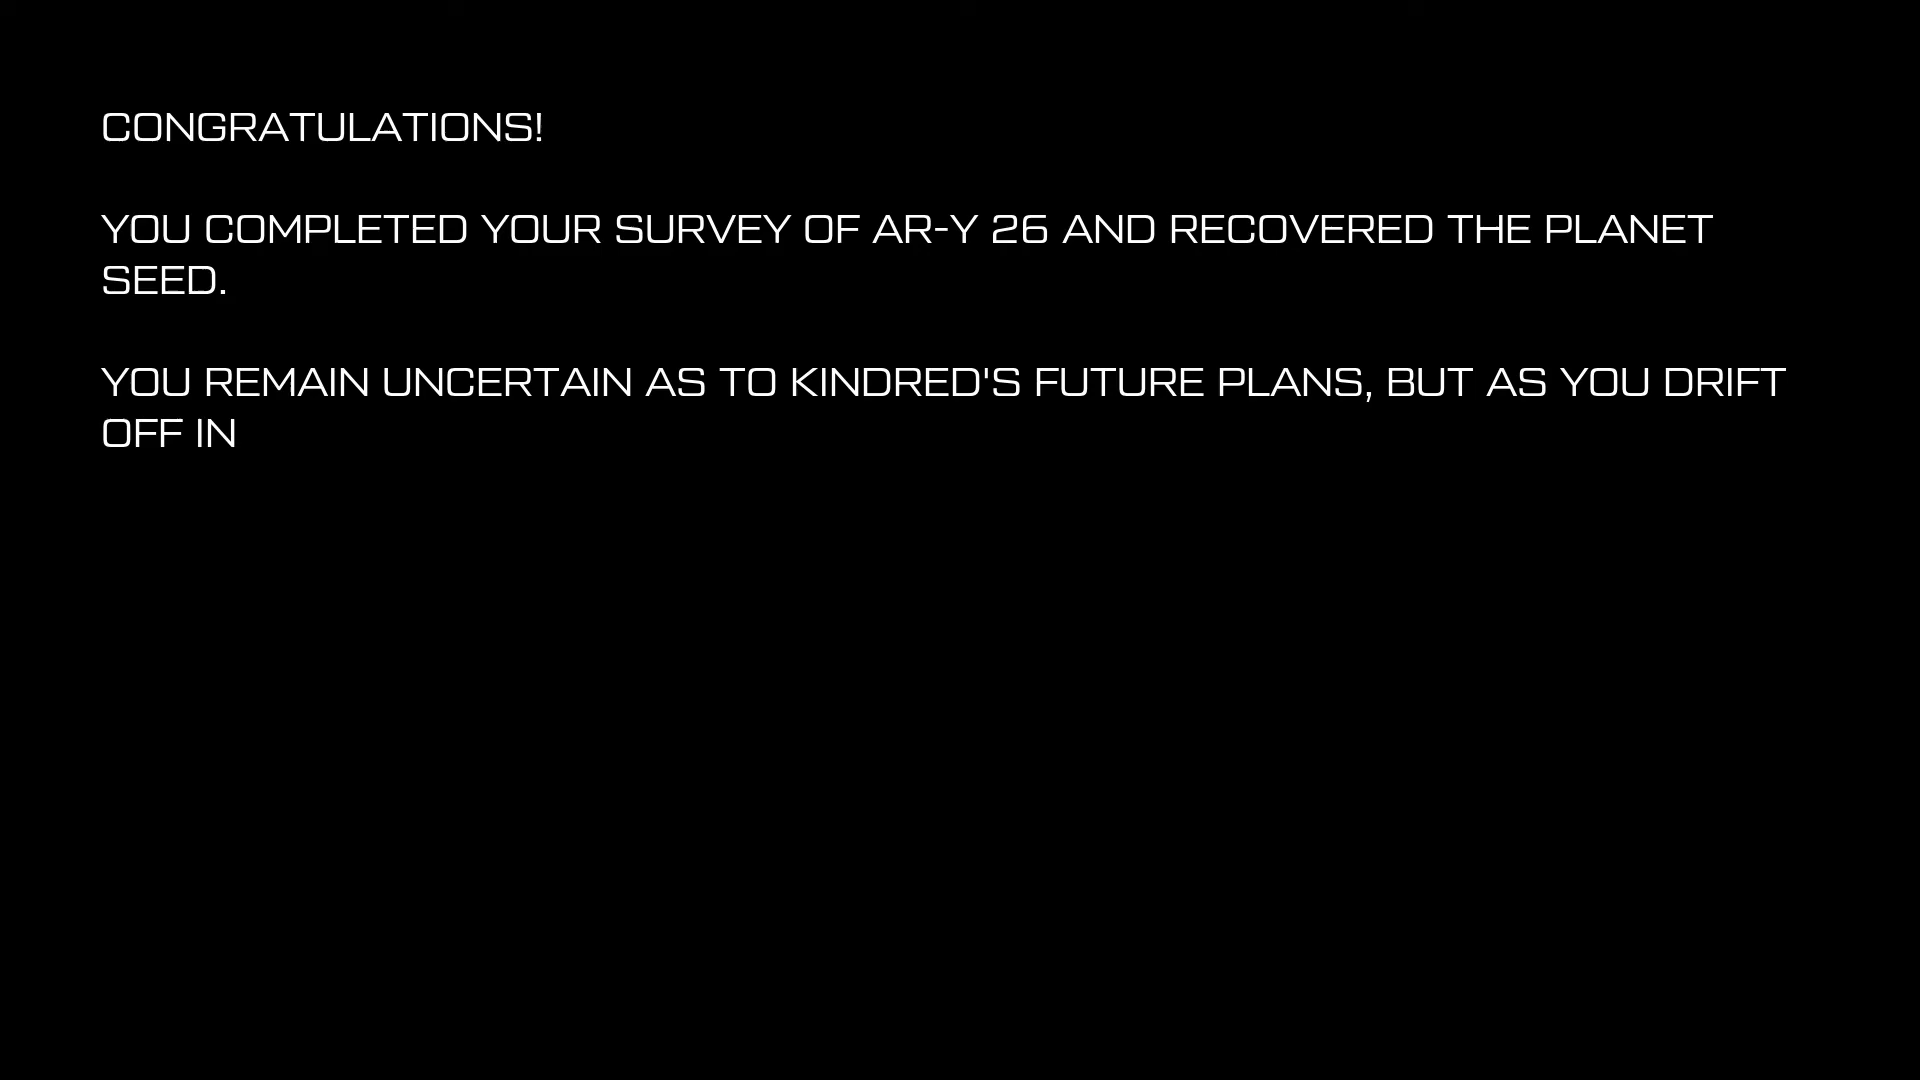 CONGRATULATIONS!
YOU COMPLETED YOUR SURVEY OF AR-Y 26 AND RECOVERED THE PLANET
SEED.
YOU REMAIN UNCERTAIN AS TO KINDRED'S FUTURE PLANS, BUT AS YOU DRIFT
OFF IN